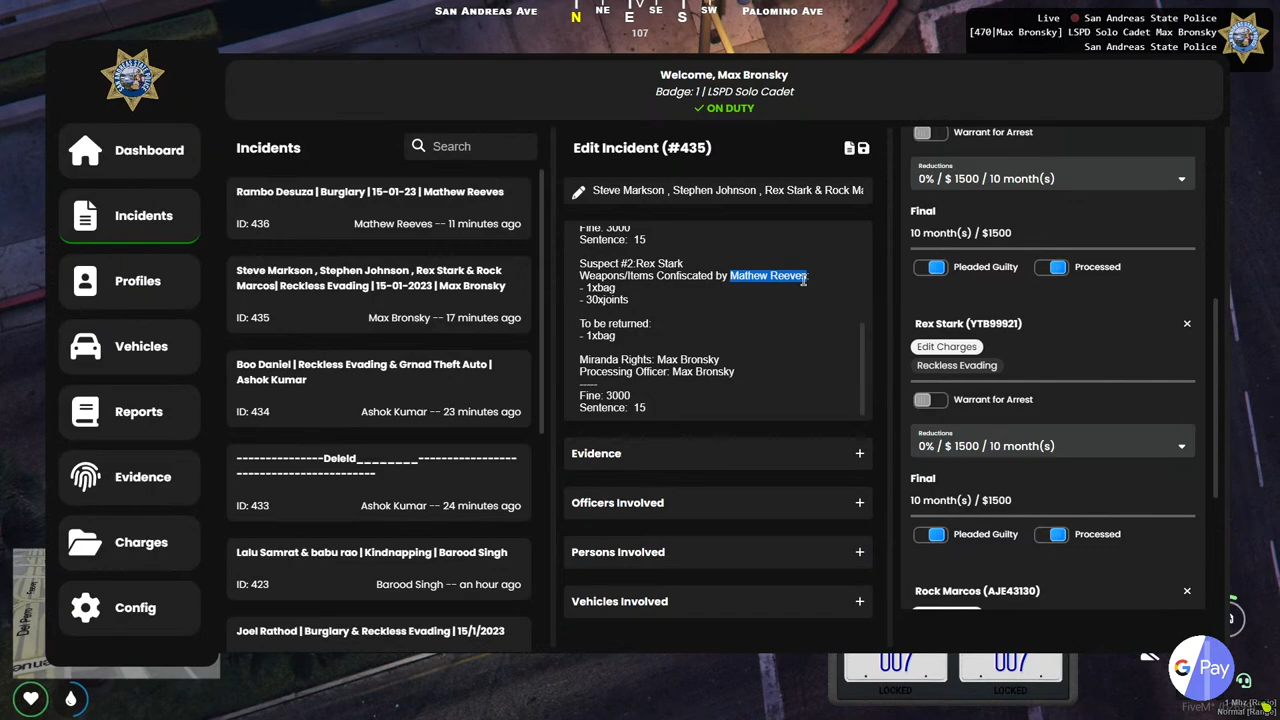 SAN ANDREAS AVE
N NE E SE S SW
PALOMINO AVE
107
Live San Andreas State Police
[470|Max Bronsky] LSPD Solo Cadet Max Bronsky
San Andreas State Police
Welcome, Max Bronsky
Badge: 1 | LSPD Solo Cadet
ON DUTY
Dashboard
Incidents
Profiles
Vehicles
Reports
Evidence
Charges
Config
Incidents
Search
Rambo Desuza | Burglary | 15-01-23 | Mathew Reeves
ID: 436
Mathew Reeves -- 11 minutes ago
Steve Markson , Stephen Johnson , Rex Stark & Rock
Marcos| Reckless Evading | 15-01-2023 | Max Bronsky
ID: 435
Max Bronsky -- 17 minutes ago
Boo Daniel | Reckless Evading & Grnad Theft Auto |
Ashok Kumar
ID: 434
Ashok Kumar -- 23 minutes ago
---------------Deleid________------------------
--------------------------
ID: 433
Ashok Kumar -- 24 minutes ago
Lalu Samrat & babu rao | Kindnapping | Barood Singh
ID: 423
Barood Singh -- an hour ago
Joel Rathod | Burglary & Reckless Evading | 15/1/2023
Edit Incident (#435)
Steve Markson , Stephen Johnson , Rex Stark & Rock Ma
Fine: 3000
Sentence: 15
Suspect #2:Rex Stark
Weapons/Items Confiscated by Mathew Reeves:
- 1xbag
- 30xjoints
To be returned:
- 1xbag
Miranda Rights: Max Bronsky
Processing Officer: Max Bronsky
-----
Fine: 3000
Sentence: 15
Evidence +
Officers Involved +
Persons Involved +
Vehicles Involved +
Warrant for Arrest
Reductions
0% / $ 1500 / 10 month(s)
Final
10 month(s) / $1500
Pleaded Guilty
Processed
Rex Stark (YTB99921)
Edit Charges
Reckless Evading
Warrant for Arrest
Reductions
0% / $ 1500 / 10 month(s)
Final
10 month(s) / $1500
Pleaded Guilty
Processed
Rock Marcos (AJE43130)
007
007
LOCKED
LOCKED
G Pay
Normal [Range]